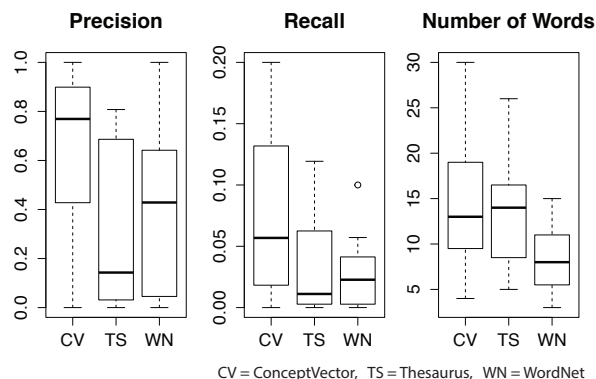 Precision
Recall
Number of Words
1.0
0.8
0.6
0.4
0.2
0.0
CV TS WN
0.20
0.15
0.10
0.05
0.00
CV TS WN
30
25
20
15
10
5
CV TS WN
CV = ConceptVector, TS = Thesaurus, WN = WordNet